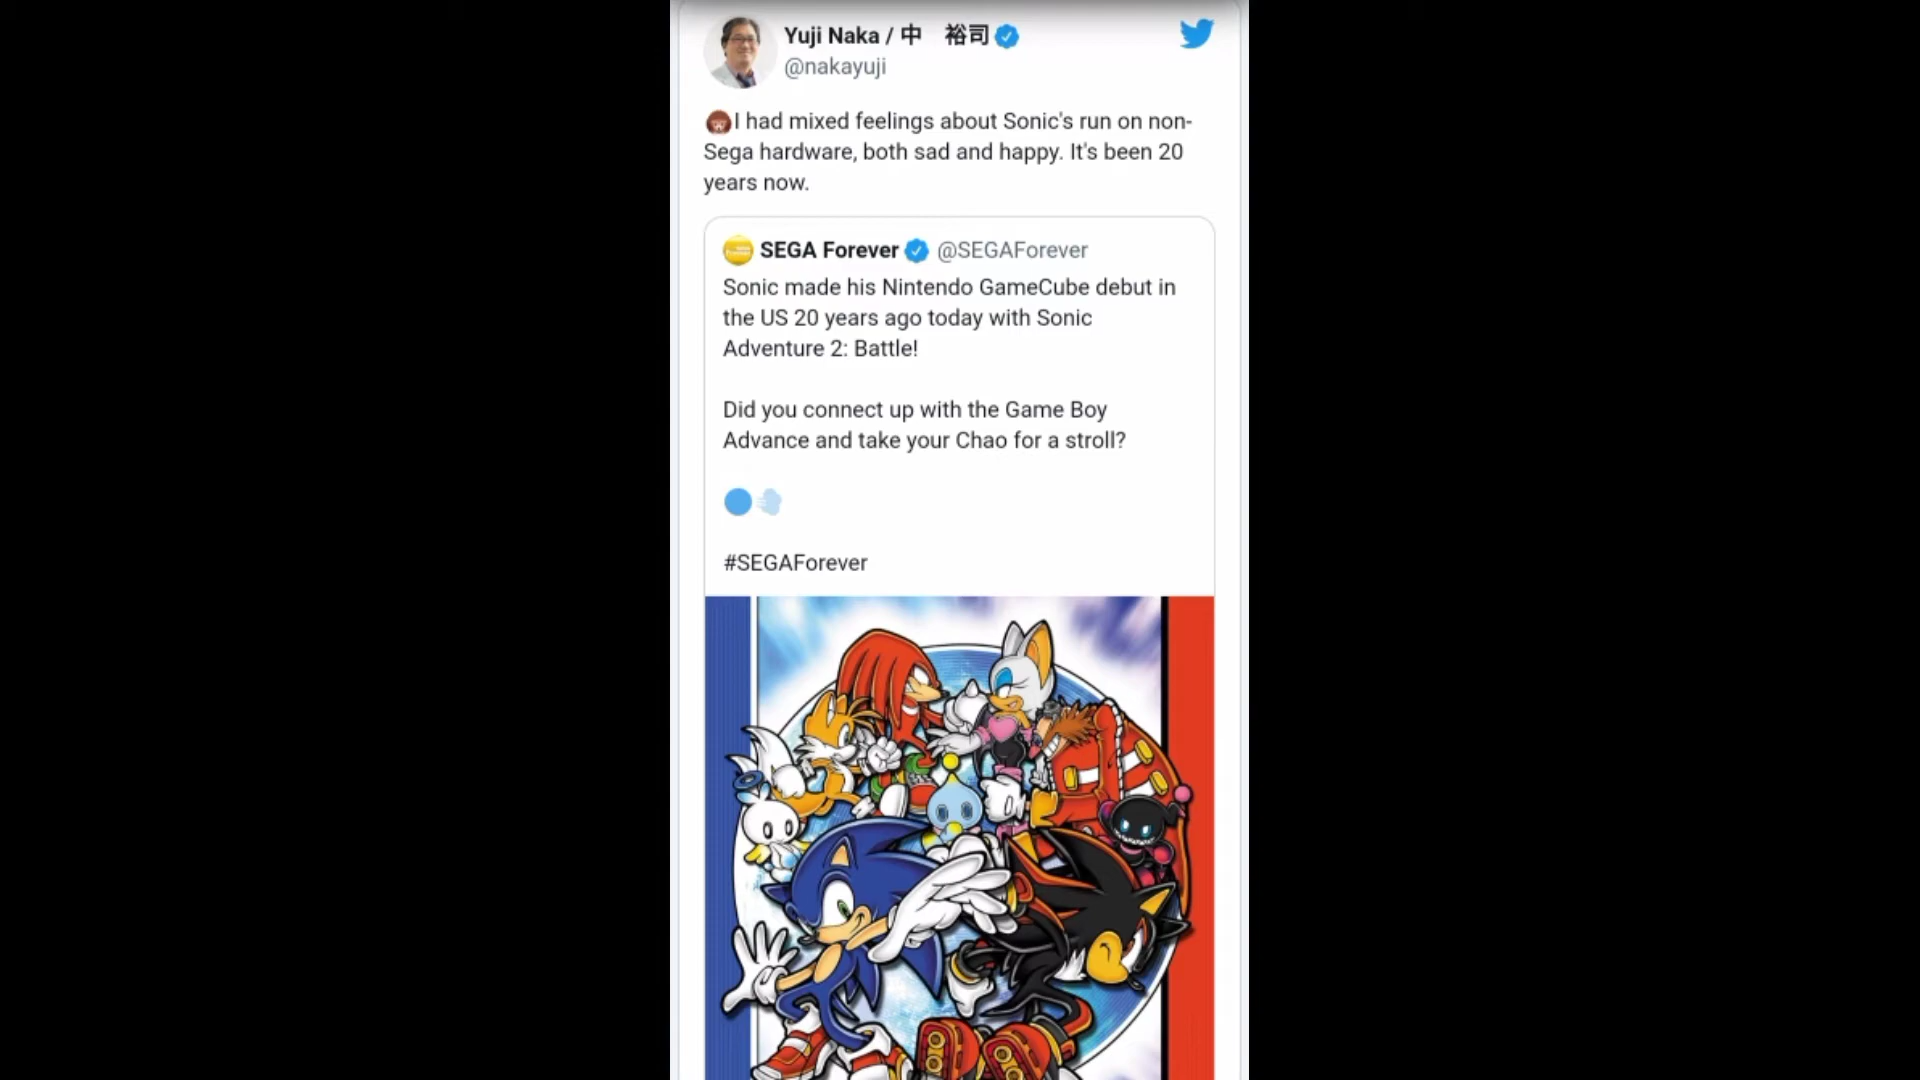 Yuji Naka / 中　裕司
@nakayuji
I had mixed feelings about Sonic's run on non-
Sega hardware, both sad and happy. It's been 20
years now.
SEGA Forever @SEGAForever
Sonic made his Nintendo GameCube debut in
the US 20 years ago today with Sonic
Adventure 2: Battle!
Did you connect up with the Game Boy
Advance and take your Chao for a stroll?
#SEGAForever